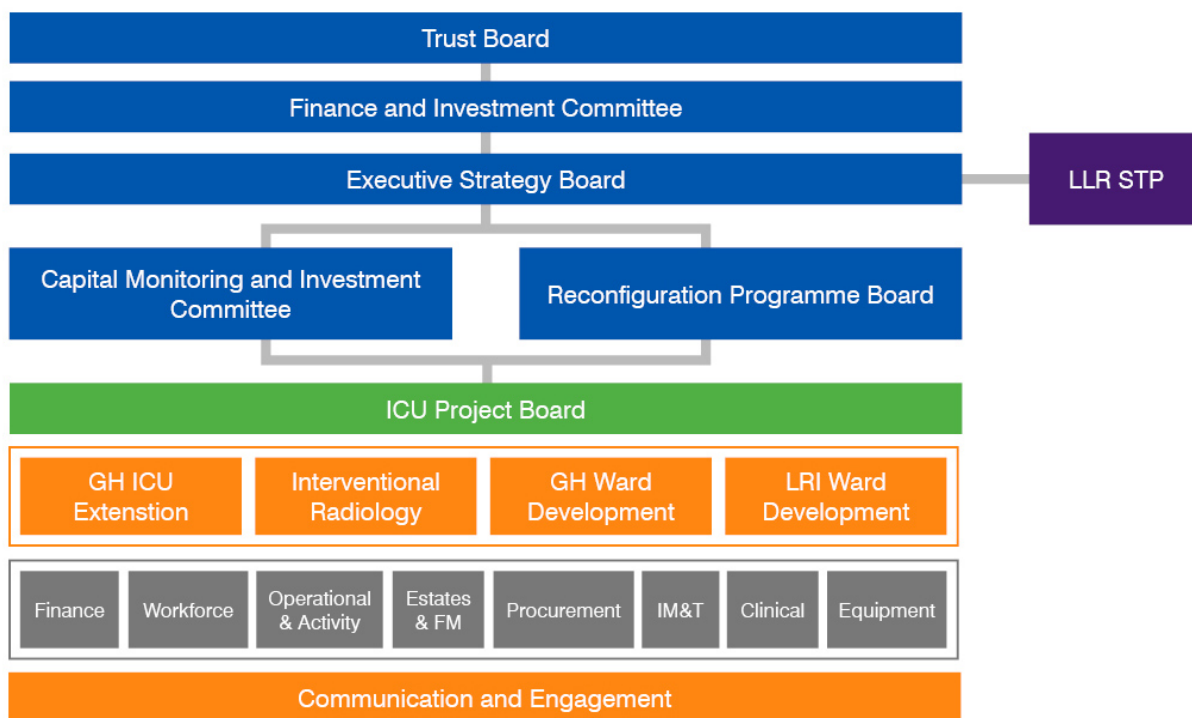 Trust Board
Finance and Investment Committee
Executive Strategy Board
LLR STP
Capital Monitoring and Investment
Committee
Reconfiguration Programme Board
ICU Project Board
GH ICU
Extenstion
Interventional
Radiology
GH Ward
Development
LRI Ward
Development
Finance
Workforce
Operational
& Activity
Estates
& FM
Procurement
IM&T
Clinical
Equipment
Communication and Engagement